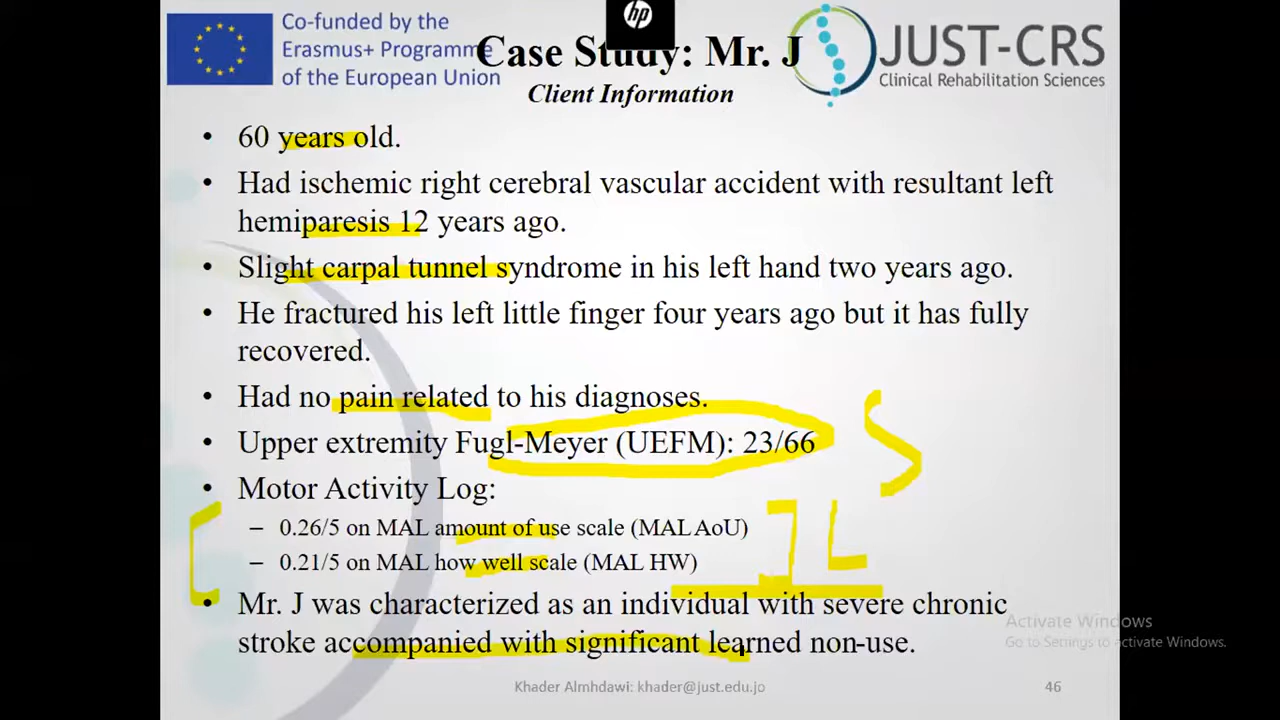 Co-funded by the
Erasmus+ Programme
of the European Union
hp
Case Study: Mr. J
JUST-CRS
Clinical Rehabilitation Sciences
Client Information
• 60 years old.
• Had ischemic right cerebral vascular accident with resultant left
hemiparesis 12 years ago.
• Slight carpal tunnel syndrome in his left hand two years ago.
• He fractured his left little finger four years ago but it has fully
recovered.
• Had no pain related to his diagnoses.
• Upper extremity Fugl-Meyer (UEFM): 23/66
• Motor Activity Log:
– 0.26/5 on MAL amount of use scale (MAL AoU)
– 0.21/5 on MAL how well scale (MAL HW)
• Mr. J was characterized as an individual with severe chronic
stroke accompanied with significant learned non-use.
Activate Windows
Go to Settings to activate Windows.
Khader Almhdawi: khader@just.edu.jo
46